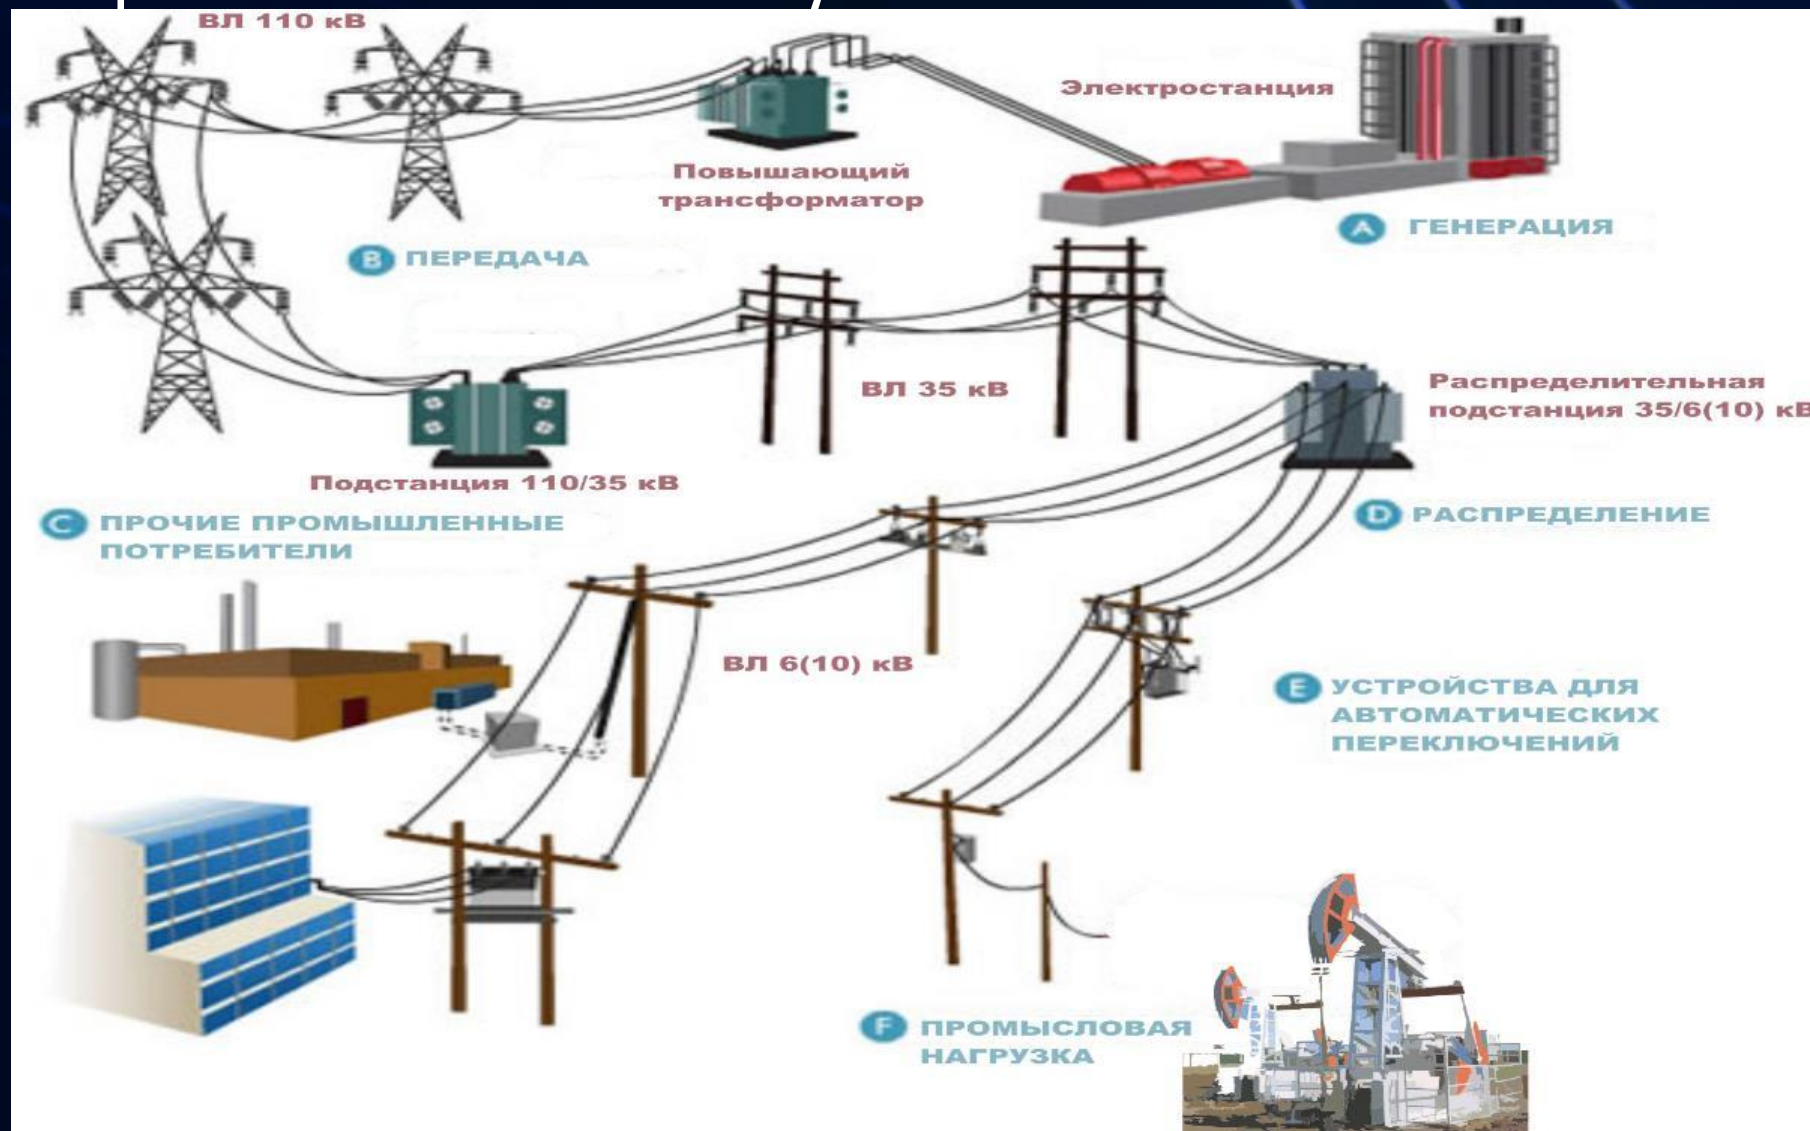 ВЛ 110 кВ
Электростанция
Повышающий
трансформатор
A ГЕНЕРАЦИЯ
B ПЕРЕДАЧА
ВЛ 35 кВ
Распределительная
подстанция 35/6(10) кВ
Подстанция 110/35 кВ
C ПРОЧИЕ ПРОМЫШЛЕННЫЕ
ПОТРЕБИТЕЛИ
D РАСПРЕДЕЛЕНИЕ
ВЛ 6(10) кВ
E УСТРОЙСТВА ДЛЯ
АВТОМАТИЧЕСКИХ
ПЕРЕКЛЮЧЕНИЙ
F ПРОМЫСЛОВАЯ
НАГРУЗКА